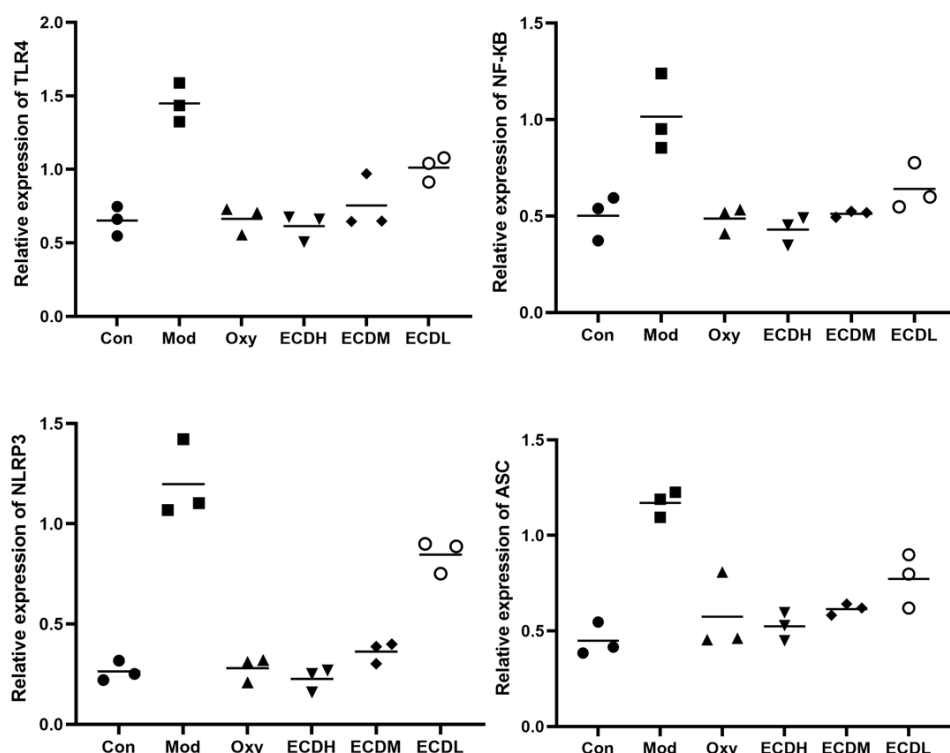 Relative expression of TLR4
2.0
1.5
1.0
0.5
0.0
Con Mod Oxy ECDH ECDM ECDL
Relative expression of NF-KB
1.5
1.0
0.5
0.0
Con Mod Oxy ECDH ECDM ECDL
Relative expression of NLRP3
1.5
1.0
0.5
0.0
Con Mod Oxy ECDH ECDM ECDL
Relative expression of ASC
1.5
1.0
0.5
0.0
Con Mod Oxy ECDH ECDM ECDL